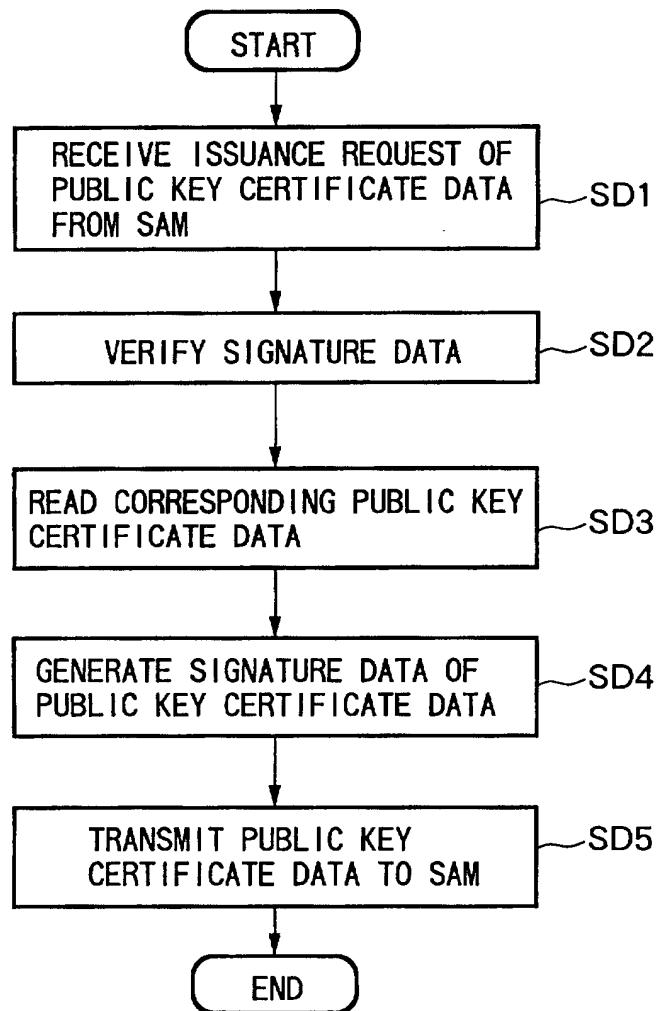 START
RECEIVE ISSUANCE REQUEST OF
PUBLIC KEY CERTIFICATE DATA
FROM SAM
SD1
VERIFY SIGNATURE DATA
SD2
READ CORRESPONDING PUBLIC KEY
CERTIFICATE DATA
SD3
GENERATE SIGNATURE DATA OF
PUBLIC KEY CERTIFICATE DATA
SD4
TRANSMIT PUBLIC KEY
CERTIFICATE DATA TO SAM
SD5
END